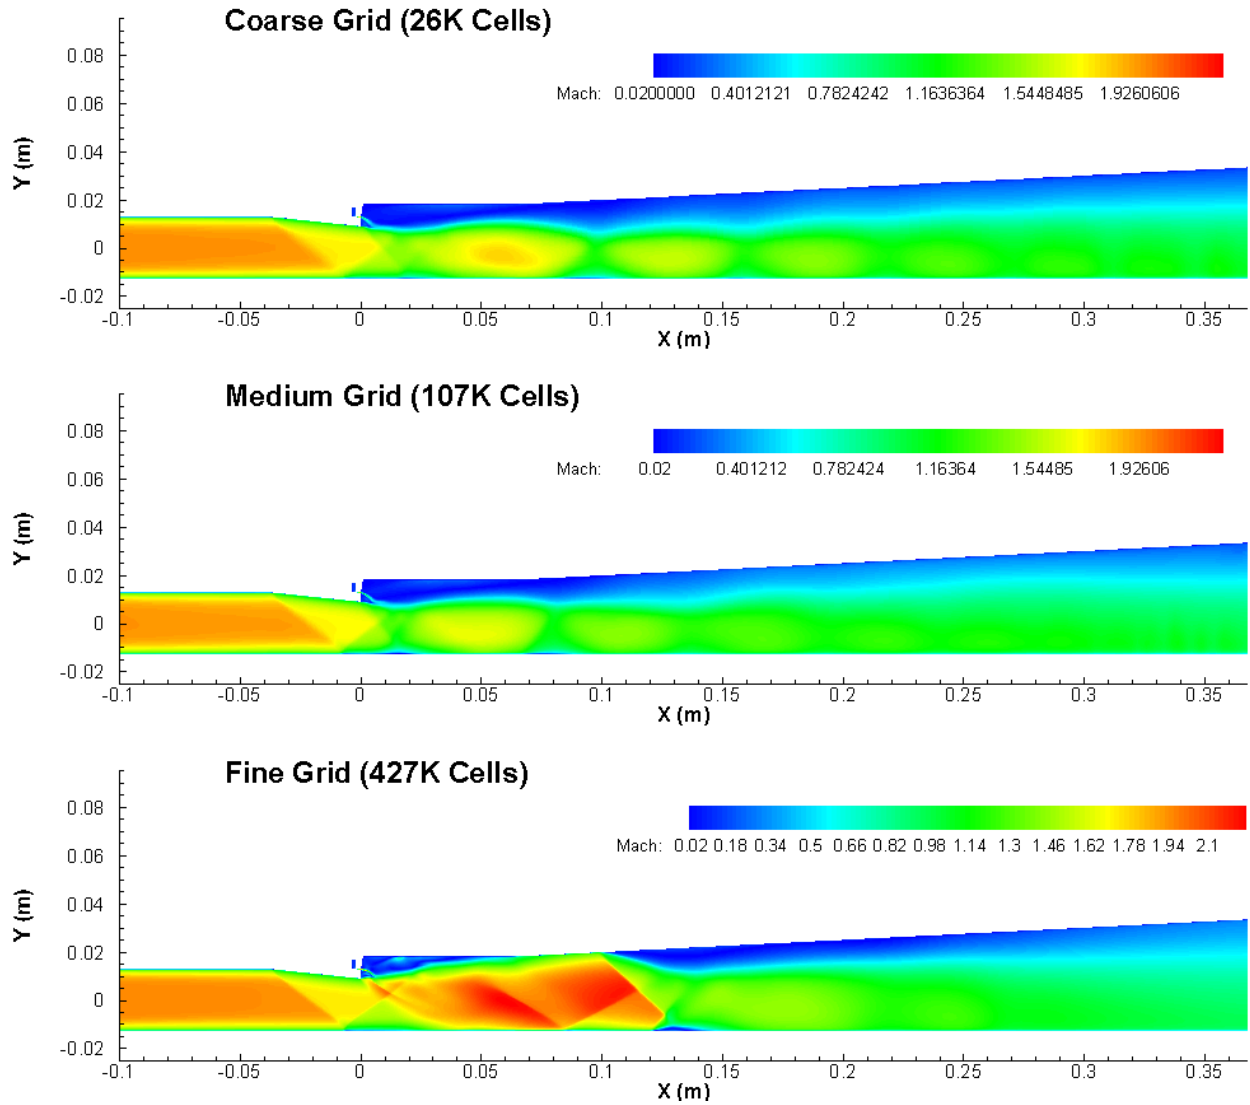 Coarse Grid (26K Cells)
Mach: 0.0200000 0.4012121 0.7824242 1.1636364 1.5448485 1.9260606
Y (m)
0.08
0.06
0.04
0.02
0
-0.02
-0.1 -0.05 0 0.05 0.1 0.15 0.2 0.25 0.3 0.35
X (m)
Medium Grid (107K Cells)
Mach: 0.02 0.401212 0.782424 1.16364 1.54485 1.92606
Y (m)
0.08
0.06
0.04
0.02
0
-0.02
-0.1 -0.05 0 0.05 0.1 0.15 0.2 0.25 0.3 0.35
X (m)
Fine Grid (427K Cells)
Mach: 0.02 0.18 0.34 0.5 0.66 0.82 0.98 1.14 1.3 1.46 1.62 1.78 1.94 2.1
Y (m)
0.08
0.06
0.04
0.02
0
-0.02
-0.1 -0.05 0 0.05 0.1 0.15 0.2 0.25 0.3 0.35
X (m)